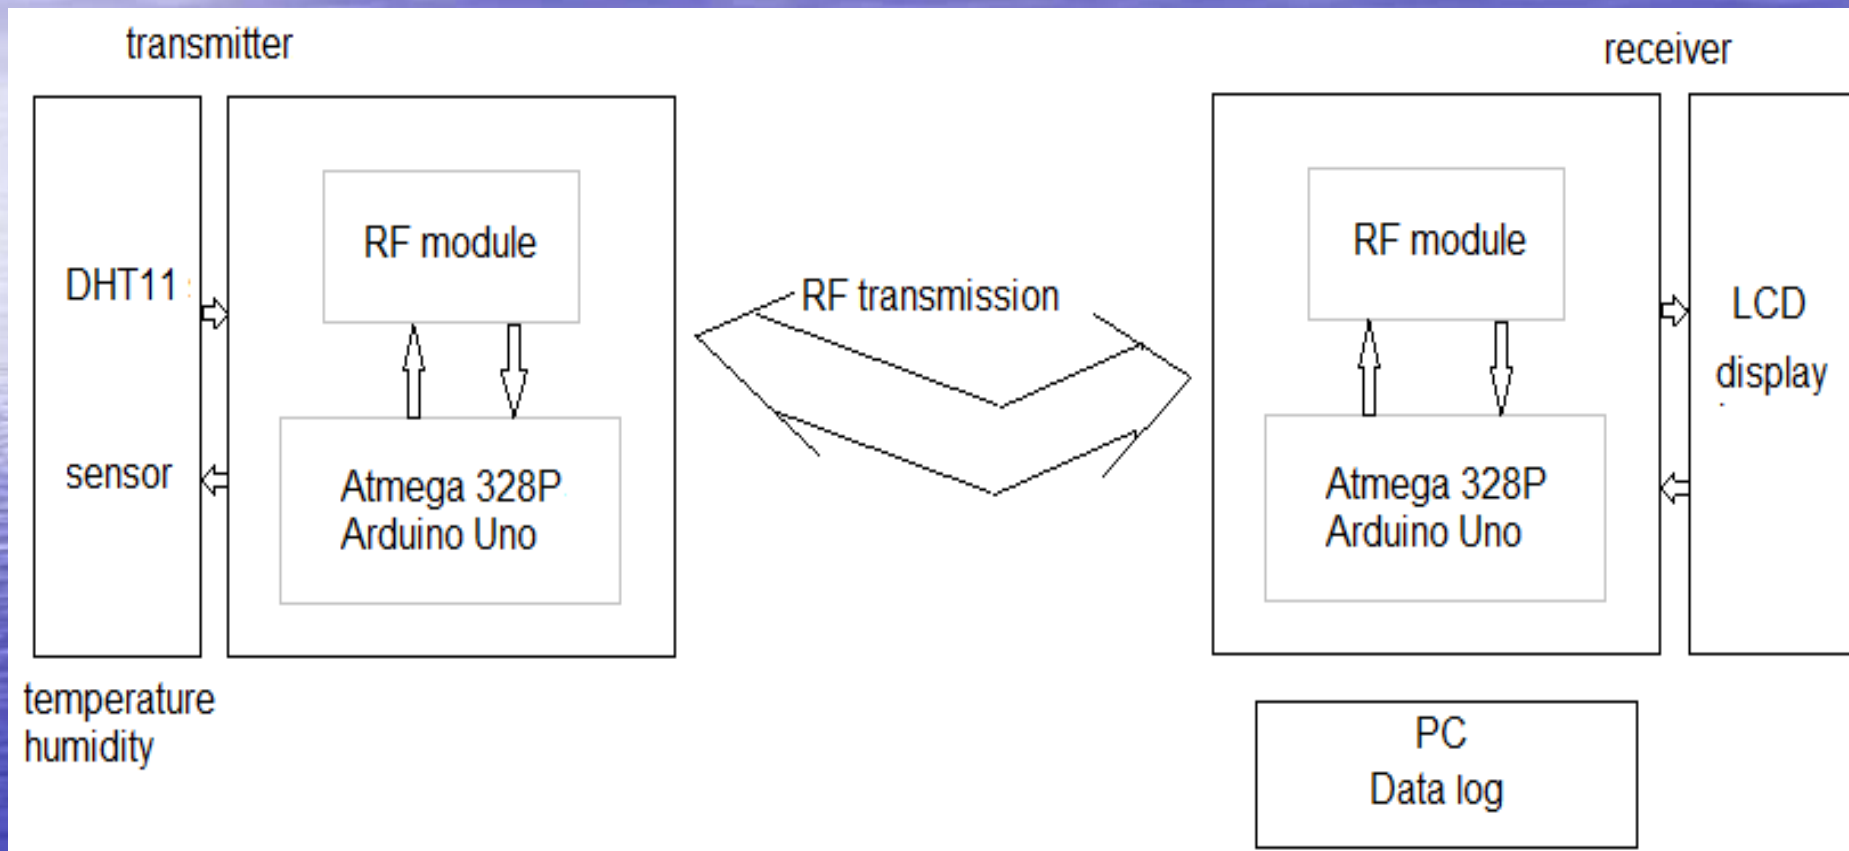 transmitter
receiver
DHT11
sensor
RF module
Atmega 328P
Arduino Uno
RF transmission
RF module
Atmega 328P
Arduino Uno
LCD
display
temperature
humidity
PC
Data log